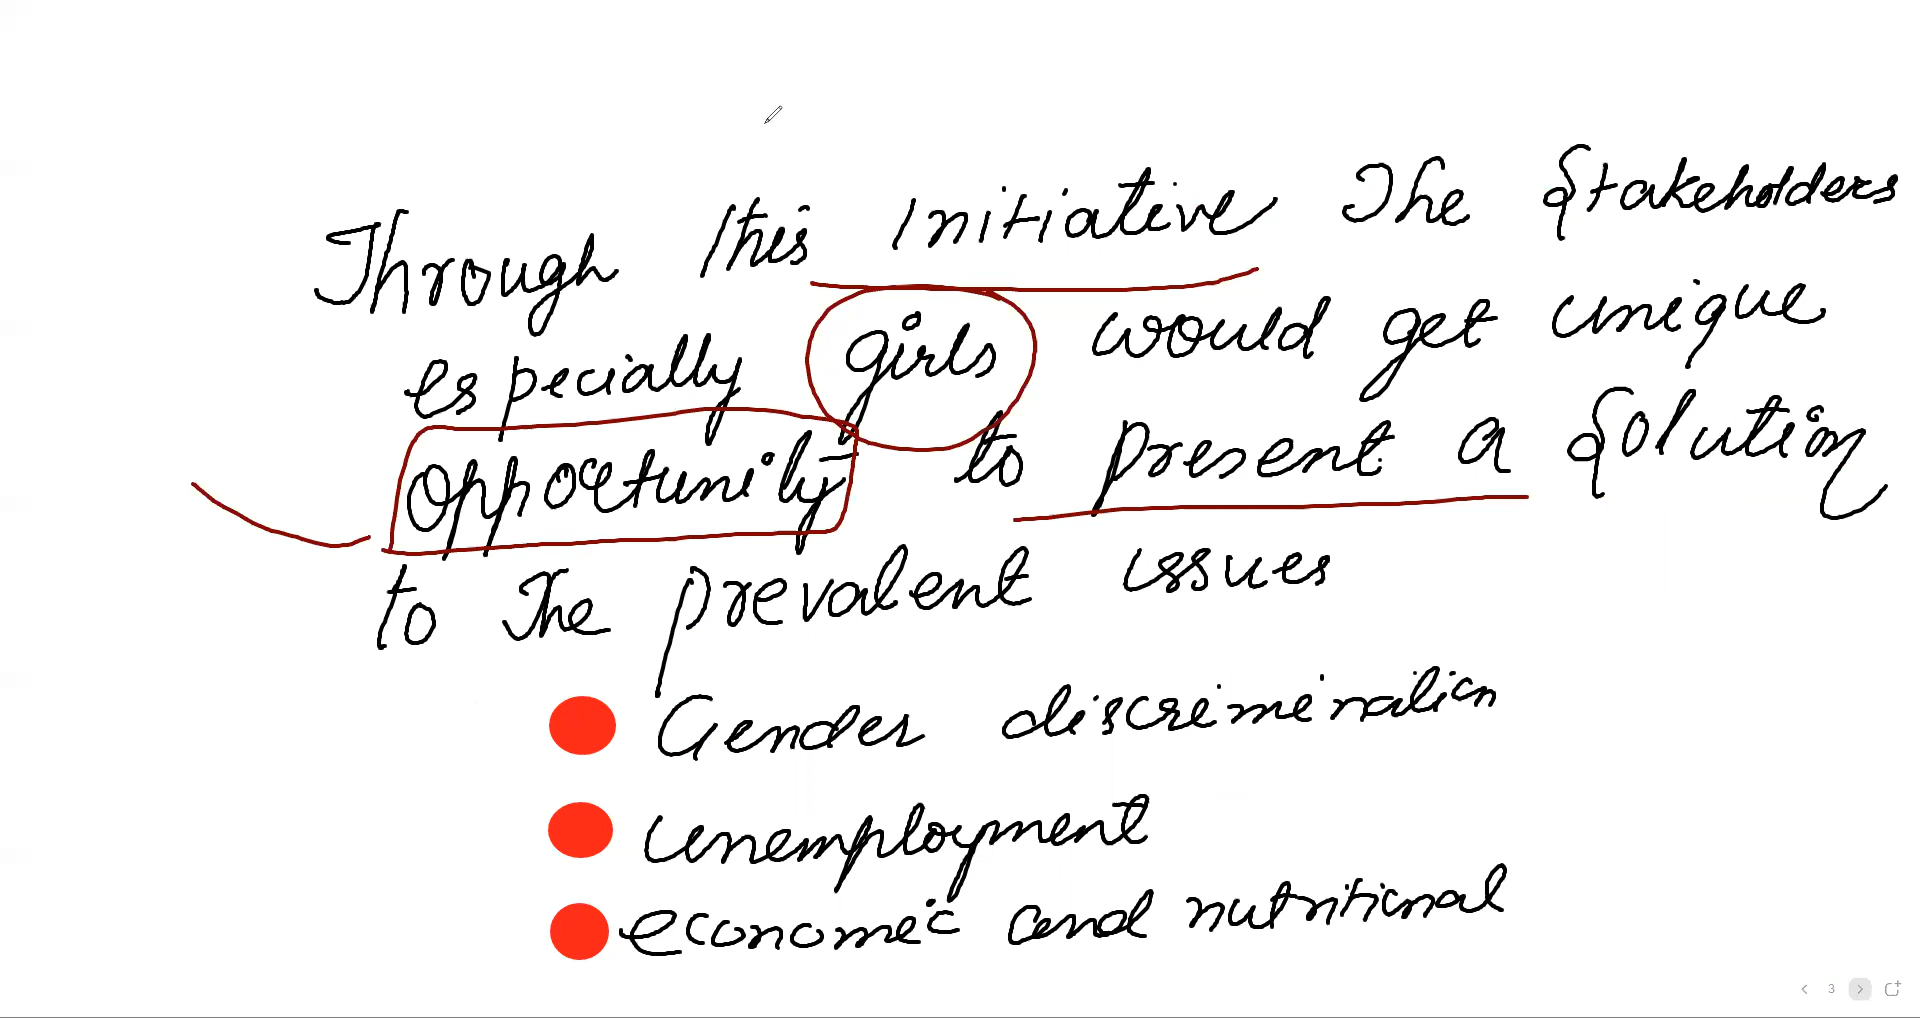 Through this Initiative The Stakeholders
especially girls would get unique
opportunity to present a Solution
to The prevalent issues
Gender discrimination
unemployment
economic and nutritional
3